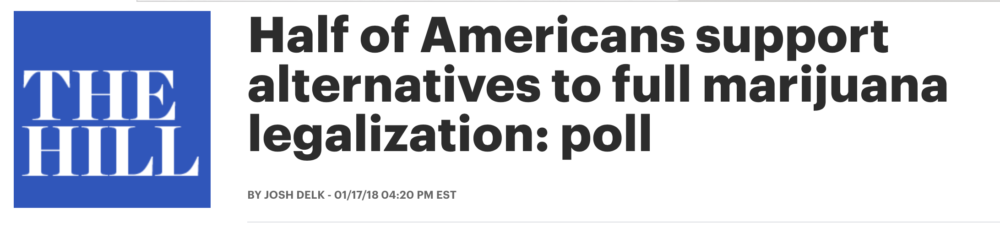 THE
HILL
Half of Americans support
alternatives to full marijuana
legalization: poll
BY JOSH DELK - 01/17/18 04:20 PM EST